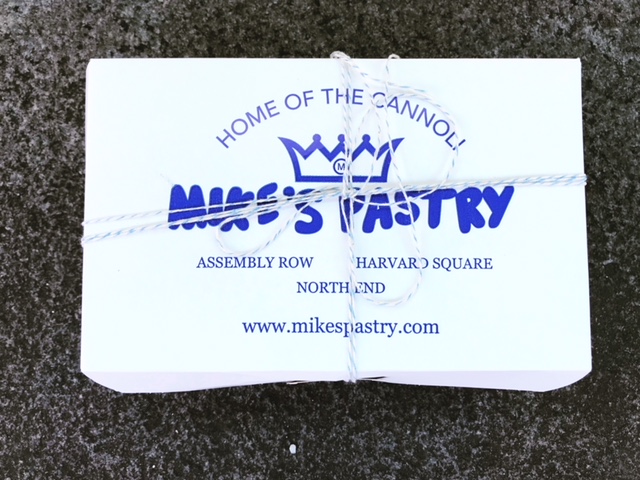 HOME OF THE CANNOLI
M
MIKE'S PASTRY
ASSEMBLY ROW HARVARD SQUARE
NORTH END
www.mikespastry.com